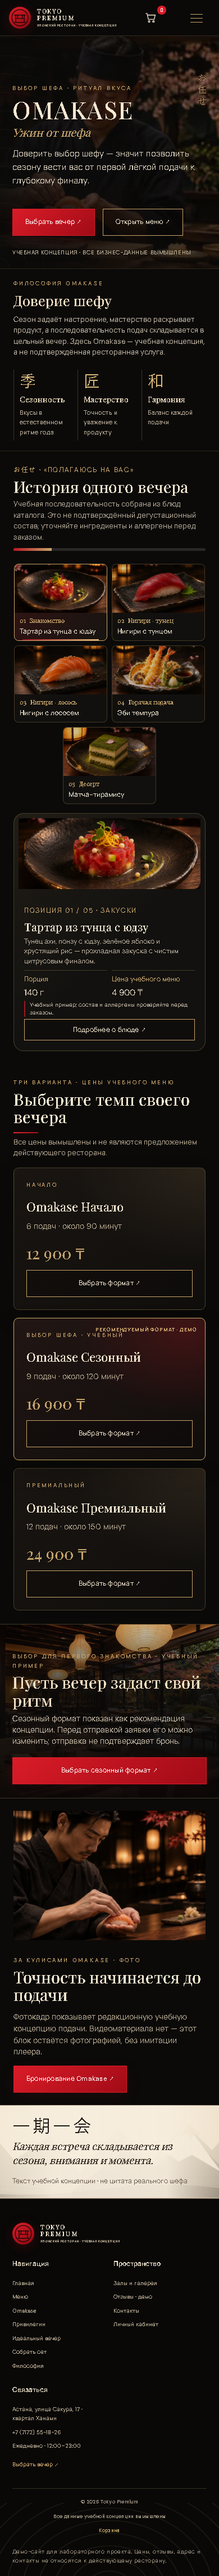 TOKYO
PREMIUM
ЯПОНСКИЙ РЕСТОРАН · УЧЕБНАЯ КОНЦЕПЦИЯ
0
ВЫБОР ШЕФА · РИТУАЛ ВКУСА
OMAKASE
Ужин от шефа
Доверить выбор шефу — значит позволить
сезону вести вас от первой лёгкой подачи к
глубокому финалу.
Выбрать вечер ↗
Открыть меню ↗
УЧЕБНАЯ КОНЦЕПЦИЯ · ВСЕ БИЗНЕС-ДАННЫЕ ВЫМЫШЛЕНЫ
ФИЛОСОФИЯ OMAKASE
Доверие шефу
Сезон задаёт настроение, мастерство раскрывает
продукт, а последовательность подач складывается в
цельный вечер. Здесь Omakase — учебная концепция,
а не подтверждённая ресторанная услуга.
季
Сезонность
Вкусы в
естественном
ритме года
匠
Мастерство
Точность и
уважение к
продукту
和
Гармония
Баланс каждой
подачи
お任せ · «ПОЛАГАЮСЬ НА ВАС»
История одного вечера
Учебная последовательность собрана из блюд
каталога. Это не подтверждённый дегустационный
состав; уточняйте ингредиенты и аллергены перед
заказом.
01 Знакомство
Тартар из тунца с юдзу
02 Нигири · тунец
Нигири с тунцом
03 Нигири · лосось
Нигири с лососем
04 Горячая подача
Эби темпура
05 Десерт
Матча-тирамису
ПОЗИЦИЯ 01 / 05 · ЗАКУСКИ
Тартар из тунца с юдзу
Тунец ахи, понзу с юдзу, зелёное яблоко и
хрустящий рис — прохладная закуска с чистым
цитрусовым финалом.
Порция
140 г
Цена учебного меню
4 900 ₸
Учебный пример: состав и аллергены проверяйте перед
заказом.
Подробнее о блюде ↗
ТРИ ВАРИАНТА · ЦЕНЫ УЧЕБНОГО МЕНЮ
Выберите темп своего
вечера
Все цены вымышлены и не являются предложением
действующего ресторана.
НАЧАЛО
Omakase Начало
6 подач · около 90 минут
12 900 ₸
Выбрать формат ↗
РЕКОМЕНДУЕМЫЙ ФОРМАТ · ДЕМО
ВЫБОР ШЕФА · УЧЕБНЫЙ
Omakase Сезонный
9 подач · около 120 минут
16 900 ₸
Выбрать формат ↗
ПРЕМИАЛЬНЫЙ
Omakase Премиальный
12 подач · около 150 минут
24 900 ₸
Выбрать формат ↗
ВЫБОР ДЛЯ ПЕРВОГО ЗНАКОМСТВА · УЧЕБНЫЙ
ПРИМЕР
Пусть вечер задаст свой
ритм
Сезонный формат показан как рекомендация
концепции. Перед отправкой заявки его можно
изменить; отправка не подтверждает бронь.
Выбрать сезонный формат ↗
ЗА КУЛИСАМИ OMAKASE · ФОТО
Точность начинается до
подачи
Фотокадр показывает редакционную учебную
концепцию подачи. Видеоматериала нет — этот
блок остаётся фотографией, без имитации
плеера.
Бронирование Omakase ↗
一期一会
Каждая встреча складывается из
сезона, внимания и места.
Текст учебной концепции · не цитата реального шефа
TOKYO
PREMIUM
ЯПОНСКИЙ РЕСТОРАН · УЧЕБНАЯ КОНЦЕПЦИЯ
Навигация
Главная
Меню
Omakase
Привилегии
Идеальный вечер
Собрать сет
Философия
Пространство
Залы и галерея
Отзывы · демо
Контакты
Личный кабинет
Связаться
Астана, улица Сакура, 17 ·
квартал Ханами
+7 (7172) 55-18-26
Ежедневно · 12:00–23:00
Выбрать вечер ↗
© 2026 Tokyo Premium
Все данные учебной концепции вымышлены
Корзина
Демо-сайт для лабораторного проекта. Цены, отзывы, адрес и
контакты не относятся к действующему ресторану.